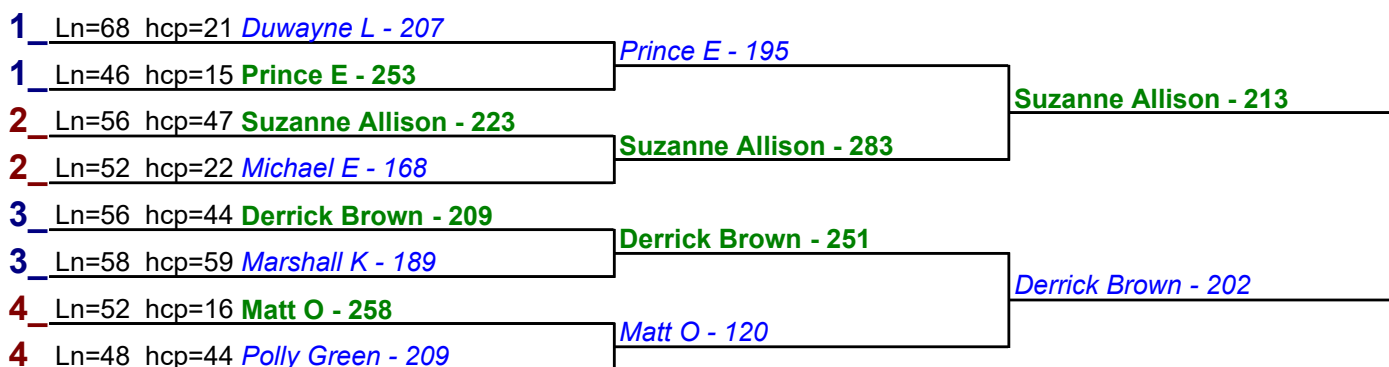 1_ Ln=68 hcp=21 Duwayne L - 207
Prince E - 195
1_ Ln=46 hcp=15 Prince E - 253
Suzanne Allison - 213
2_ Ln=56 hcp=47 Suzanne Allison - 223
Suzanne Allison - 283
2_ Ln=52 hcp=22 Michael E - 168
3_ Ln=56 hcp=44 Derrick Brown - 209
Derrick Brown - 251
3_ Ln=58 hcp=59 Marshall K - 189
Derrick Brown - 202
4_ Ln=52 hcp=16 Matt O - 258
Matt O - 120
4 Ln=48 hcp=44 Polly Green - 209